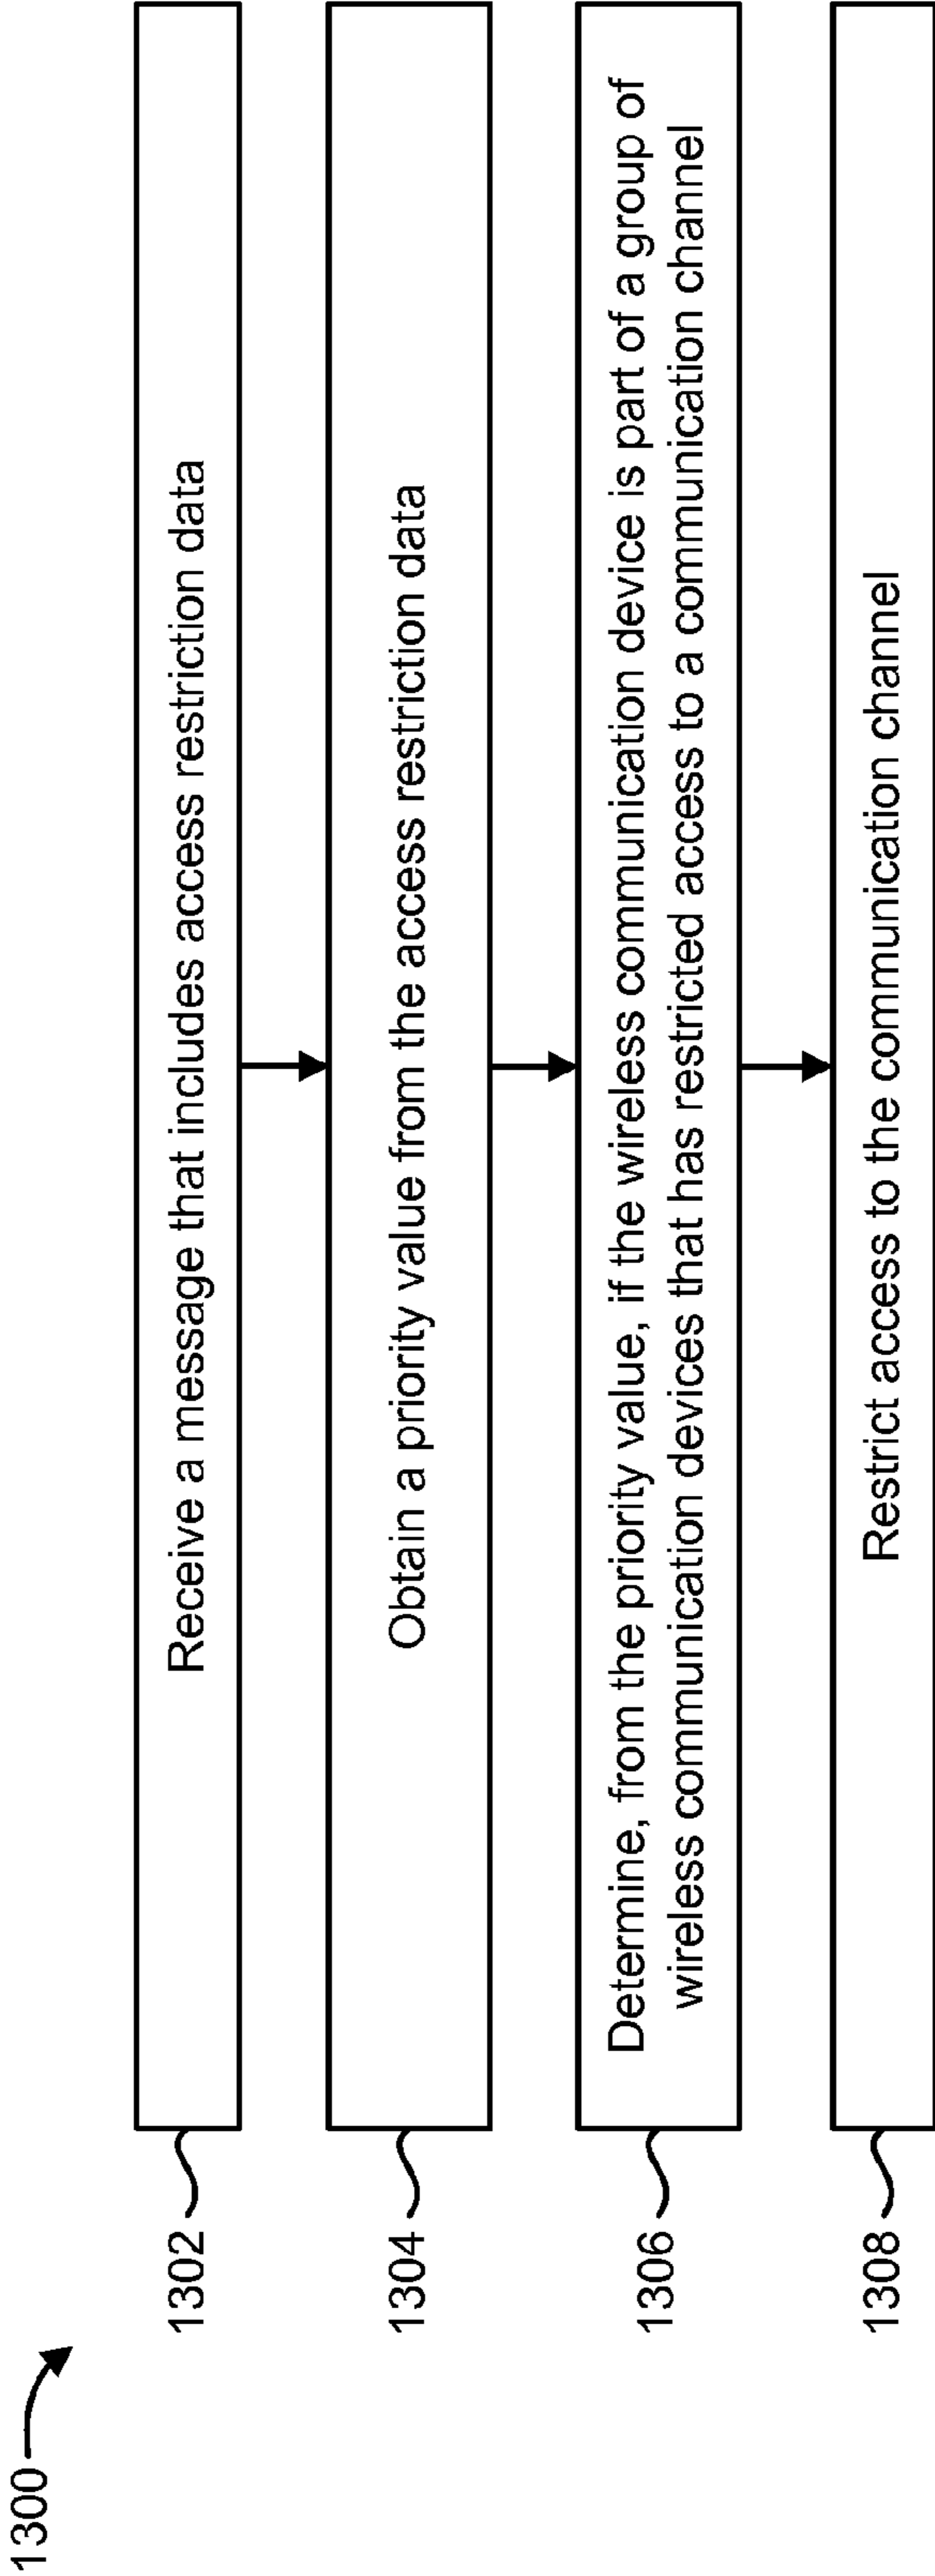 1300
1302
Receive a message that includes access restriction data
1304
Obtain a priority value from the access restriction data
1306
Determine, from the priority value, if the wireless communication device is part of a group of
wireless communication devices that has restricted access to a communication channel
1308
Restrict access to the communication channel